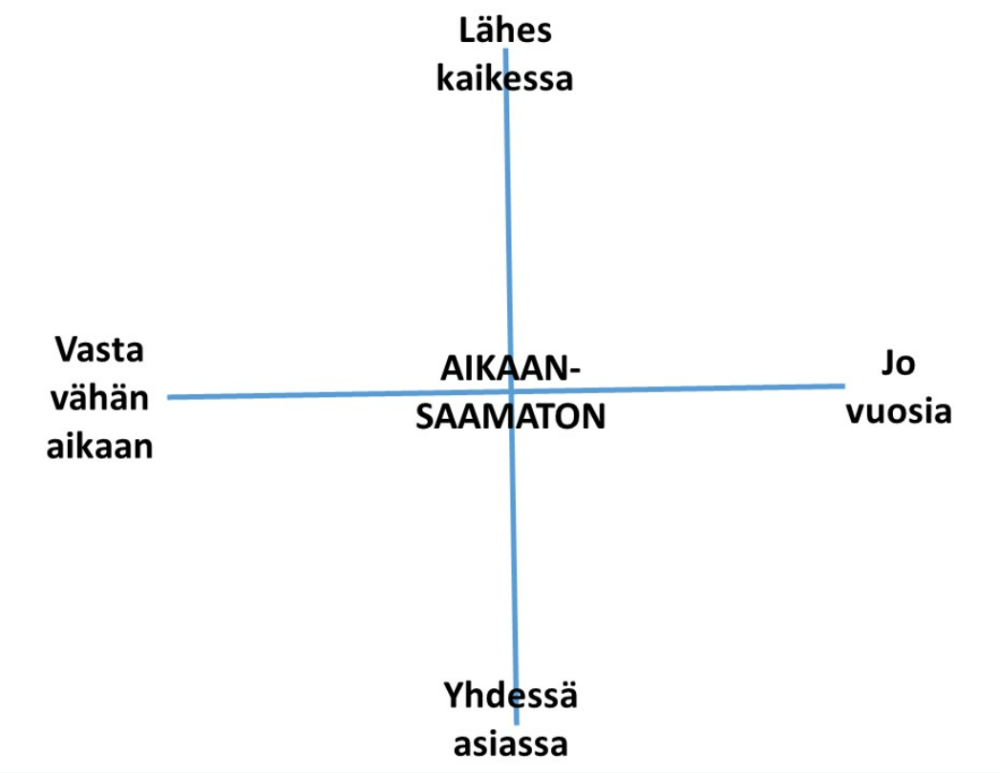 Lähes
kaikessa
Vasta
vähän
aikaan
AIKAAN-
SAAMATON
Jo
vuosia
Yhdessä
asiassa